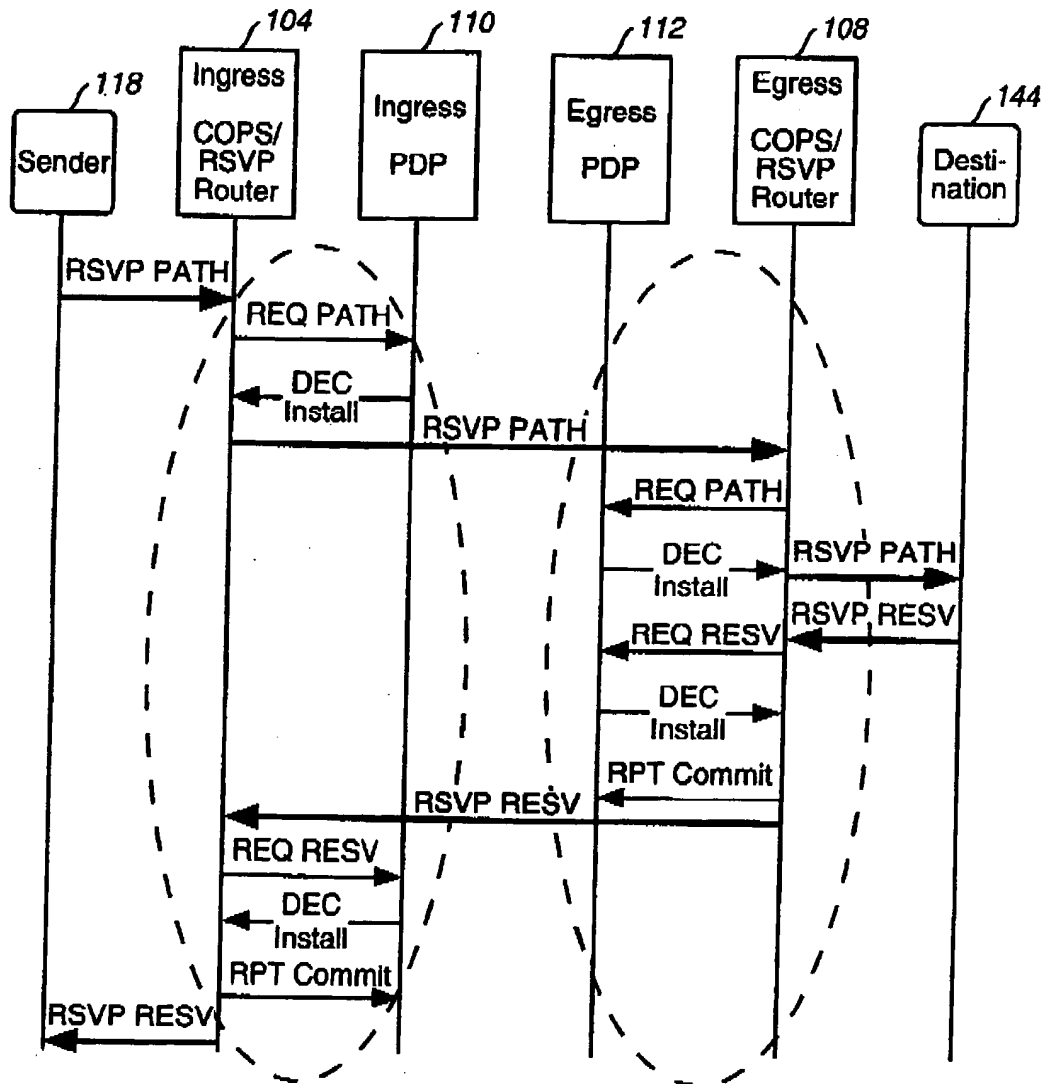 118
104
110
112
108
144
Sender
Ingress
COPS/
RSVP
Router
Ingress
PDP
Egress
PDP
Egress
COPS/
RSVP
Router
Desti-
nation
RSVP PATH
REQ PATH
DEC
Install
RSVP PATH
REQ PATH
DEC
Install
RSVP PATH
RSVP RESV
REQ RESV
DEC
Install
RPT Commit
RSVP RESV
REQ RESV
DEC
Install
RPT Commit
RSVP RESV